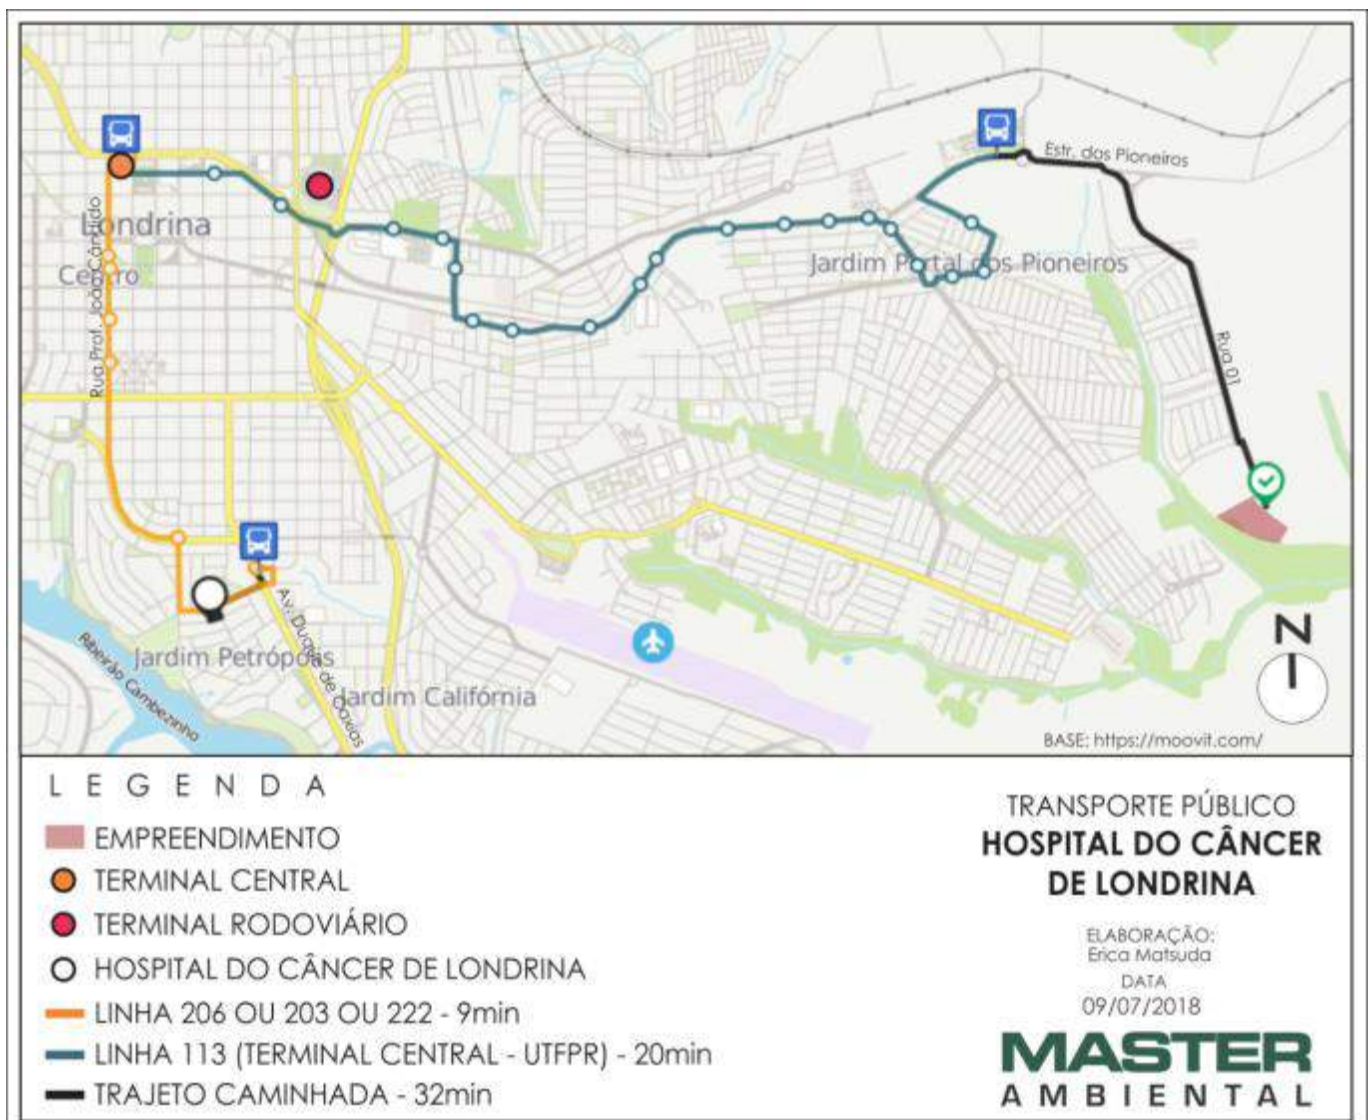 Estr. dos Pioneiros
Londrina
Centro
Rua Prof. João Cândido
Jardim Portal dos Pioneiros
Rua 01
Jardim Petrópolis
Av. Duque de Caxias
Jardim Califórnia
Ribeirão Cambezinho
N
BASE: https://moovit.com/
LEGENDA
EMPREENDIMENTO
TERMINAL CENTRAL
TERMINAL RODOVIÁRIO
HOSPITAL DO CÂNCER DE LONDRINA
LINHA 206 OU 203 OU 222 - 9min
LINHA 113 (TERMINAL CENTRAL - UTFPR) - 20min
TRAJETO CAMINHADA - 32min
TRANSPORTE PÚBLICO
HOSPITAL DO CÂNCER
DE LONDRINA
ELABORAÇÃO:
Erica Matsuda
DATA
09/07/2018
MASTER
AMBIENTAL